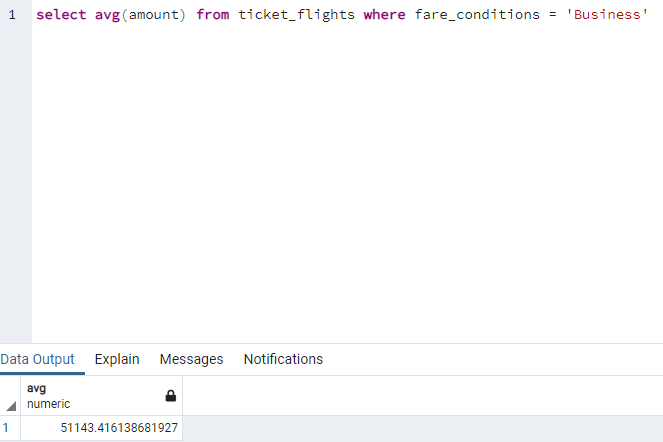 1 select avg(amount) from ticket_flights where fare_conditions = 'Business'
Data Output Explain Messages Notifications
avg
numeric
1 51143.416138681927